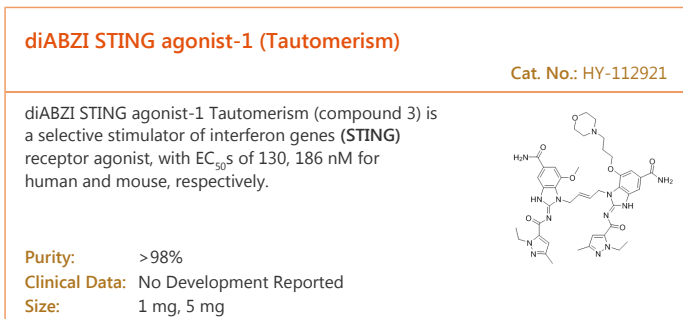 diABZI STING agonist-1 (Tautomerism)
Cat. No.: HY-112921
diABZI STING agonist-1 Tautomerism (compound 3) is
a selective stimulator of interferon genes (STING)
receptor agonist, with EC50s of 130, 186 nM for
human and mouse, respectively.
Purity: >98%
Clinical Data: No Development Reported
Size: 1 mg, 5 mg
O
N
H2N
O
O
O
O
NH2
HN
N
N
NH
N
N
O
O
N
N
N
N